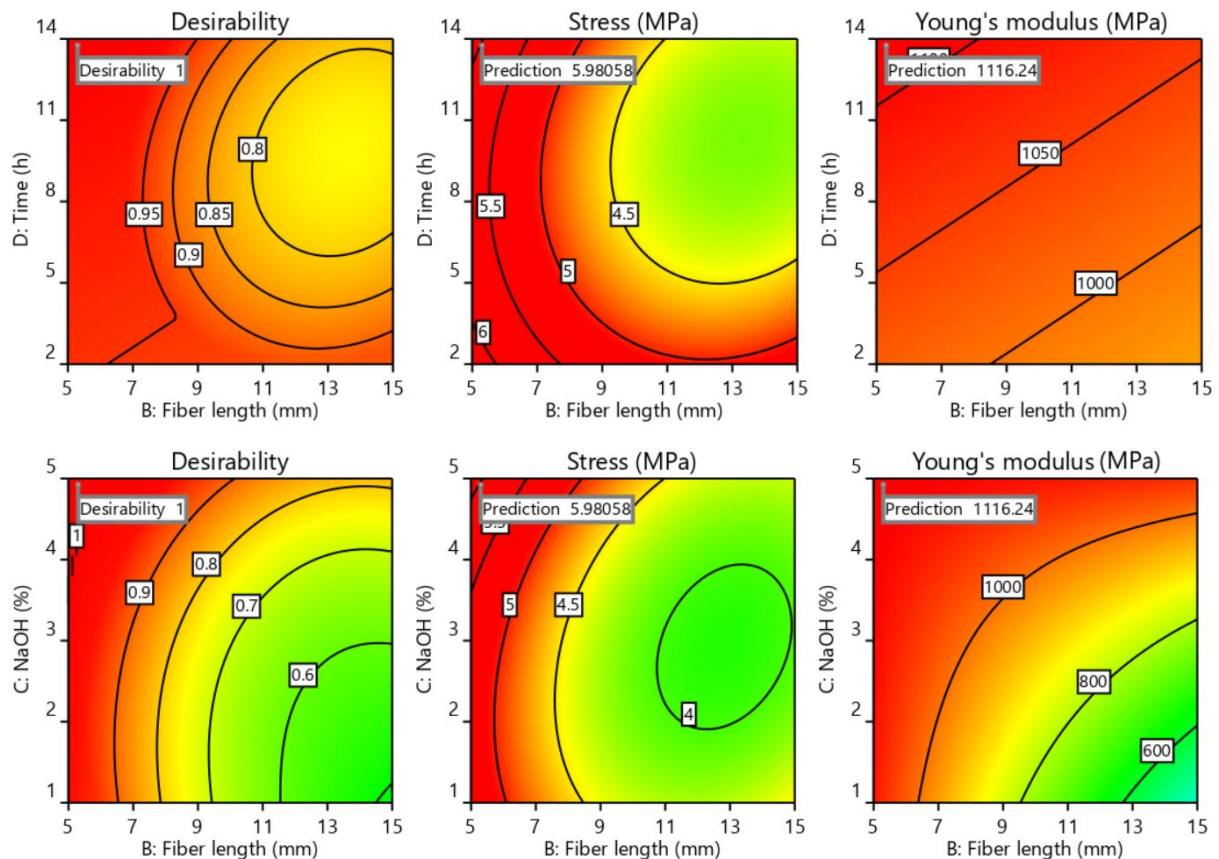 Desirability
Stress (MPa)
Young's modulus (MPa)
14
11
8
5
2
D: Time (h)
Desirability 1
0.8
0.95
0.85
0.9
5 7 9 11 13 15
B: Fiber length (mm)
14
11
8
5
2
D: Time (h)
Prediction 5.98058
5.5
4.5
5
6
5 7 9 11 13 15
B: Fiber length (mm)
14
11
8
5
2
D: Time (h)
Prediction 1116.24
1050
1000
5 7 9 11 13 15
B: Fiber length (mm)
Desirability
Stress (MPa)
Young's modulus (MPa)
5
4
3
2
1
C: NaOH (%)
Desirability 1
1
0.9
0.8
0.7
0.6
5 7 9 11 13 15
B: Fiber length (mm)
5
4
3
2
1
C: NaOH (%)
Prediction 5.98058
5
4.5
4
5 7 9 11 13 15
B: Fiber length (mm)
5
4
3
2
1
C: NaOH (%)
Prediction 1116.24
1000
800
600
5 7 9 11 13 15
B: Fiber length (mm)